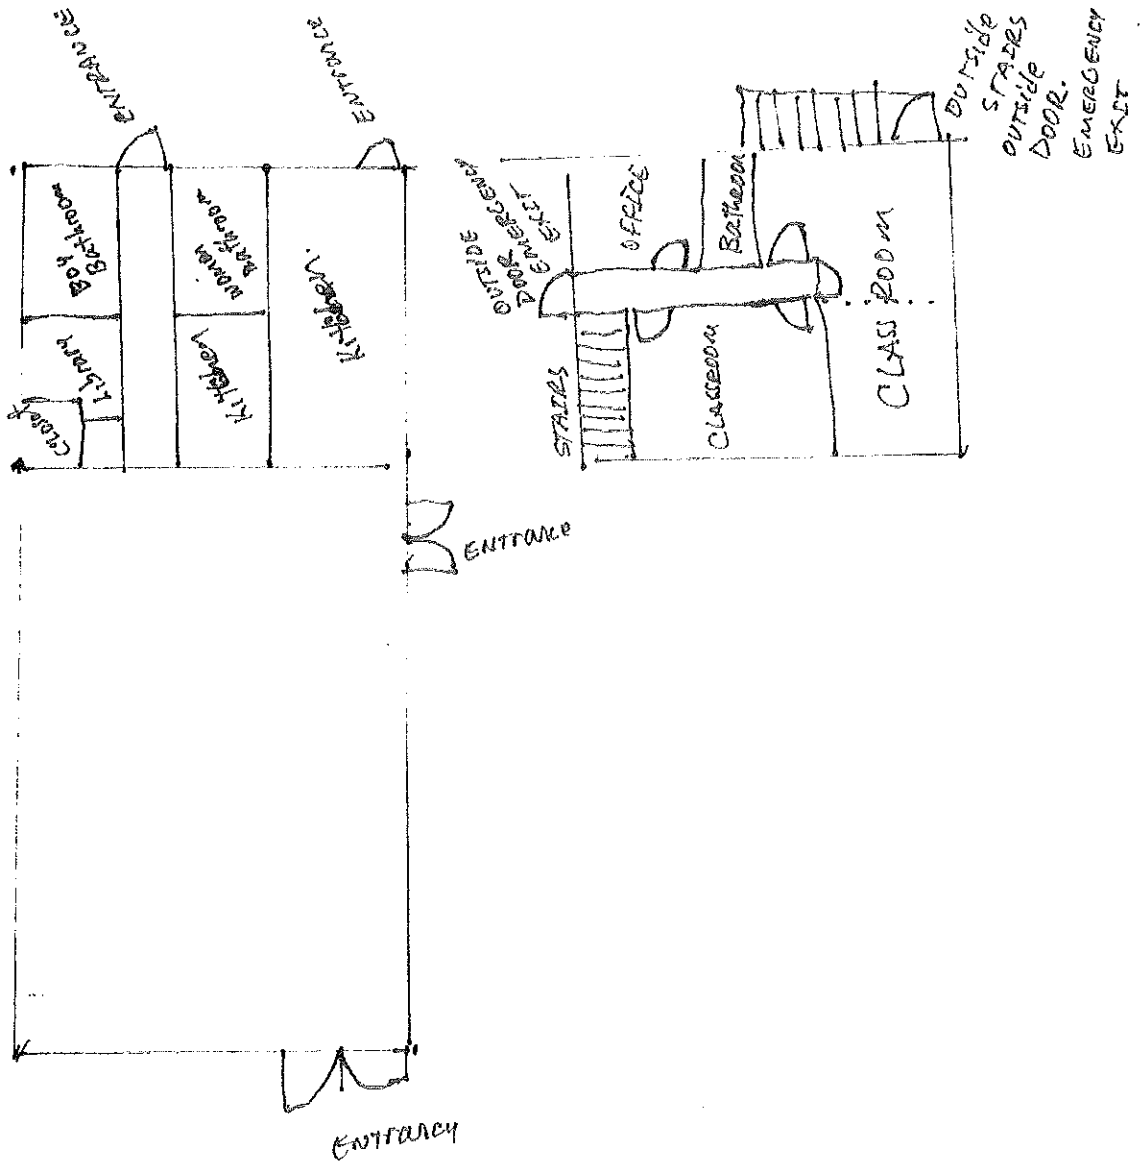 ENTRANCE
ENTRANCE
BOY
Bathroom
Library
Closet
Women
Bathroom
Kitchen
Kitchen.
ENTrance
ENTrancy
OUTSIDE
DOOR
EMERGENCY
EXIT
STAIRS
OFFICE
Bathroom
CLASSROOM
CLASS ROOM
OUTSide
STAIRS
OUTSide
DOOR.
EMERGENCY
EXIT